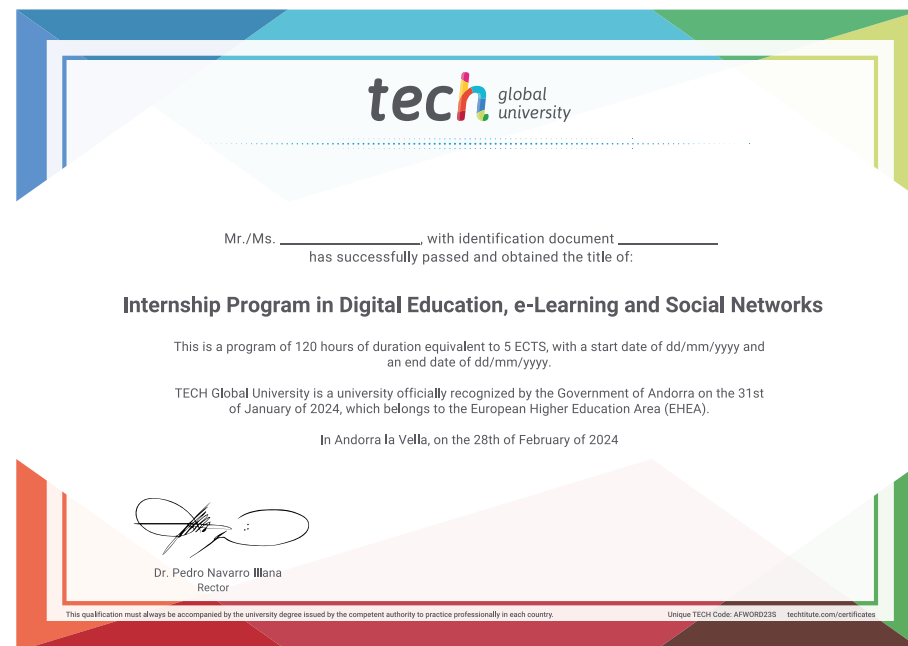 tech global university
Mr./Ms. ____________________, with identification document ______________
has successfully passed and obtained the title of:
Internship Program in Digital Education, e-Learning and Social Networks
This is a program of 120 hours of duration equivalent to 5 ECTS, with a start date of dd/mm/yyyy and
an end date of dd/mm/yyyy.
TECH Global University is a university officially recognized by the Government of Andorra on the 31st
of January of 2024, which belongs to the European Higher Education Area (EHEA).
In Andorra la Vella, on the 28th of February of 2024
Dr. Pedro Navarro Illana
Rector
This qualification must always be accompanied by the university degree issued by the competent authority to practice professionally in each country.
Unique TECH Code: AFWORD23S techtitute.com/certificates